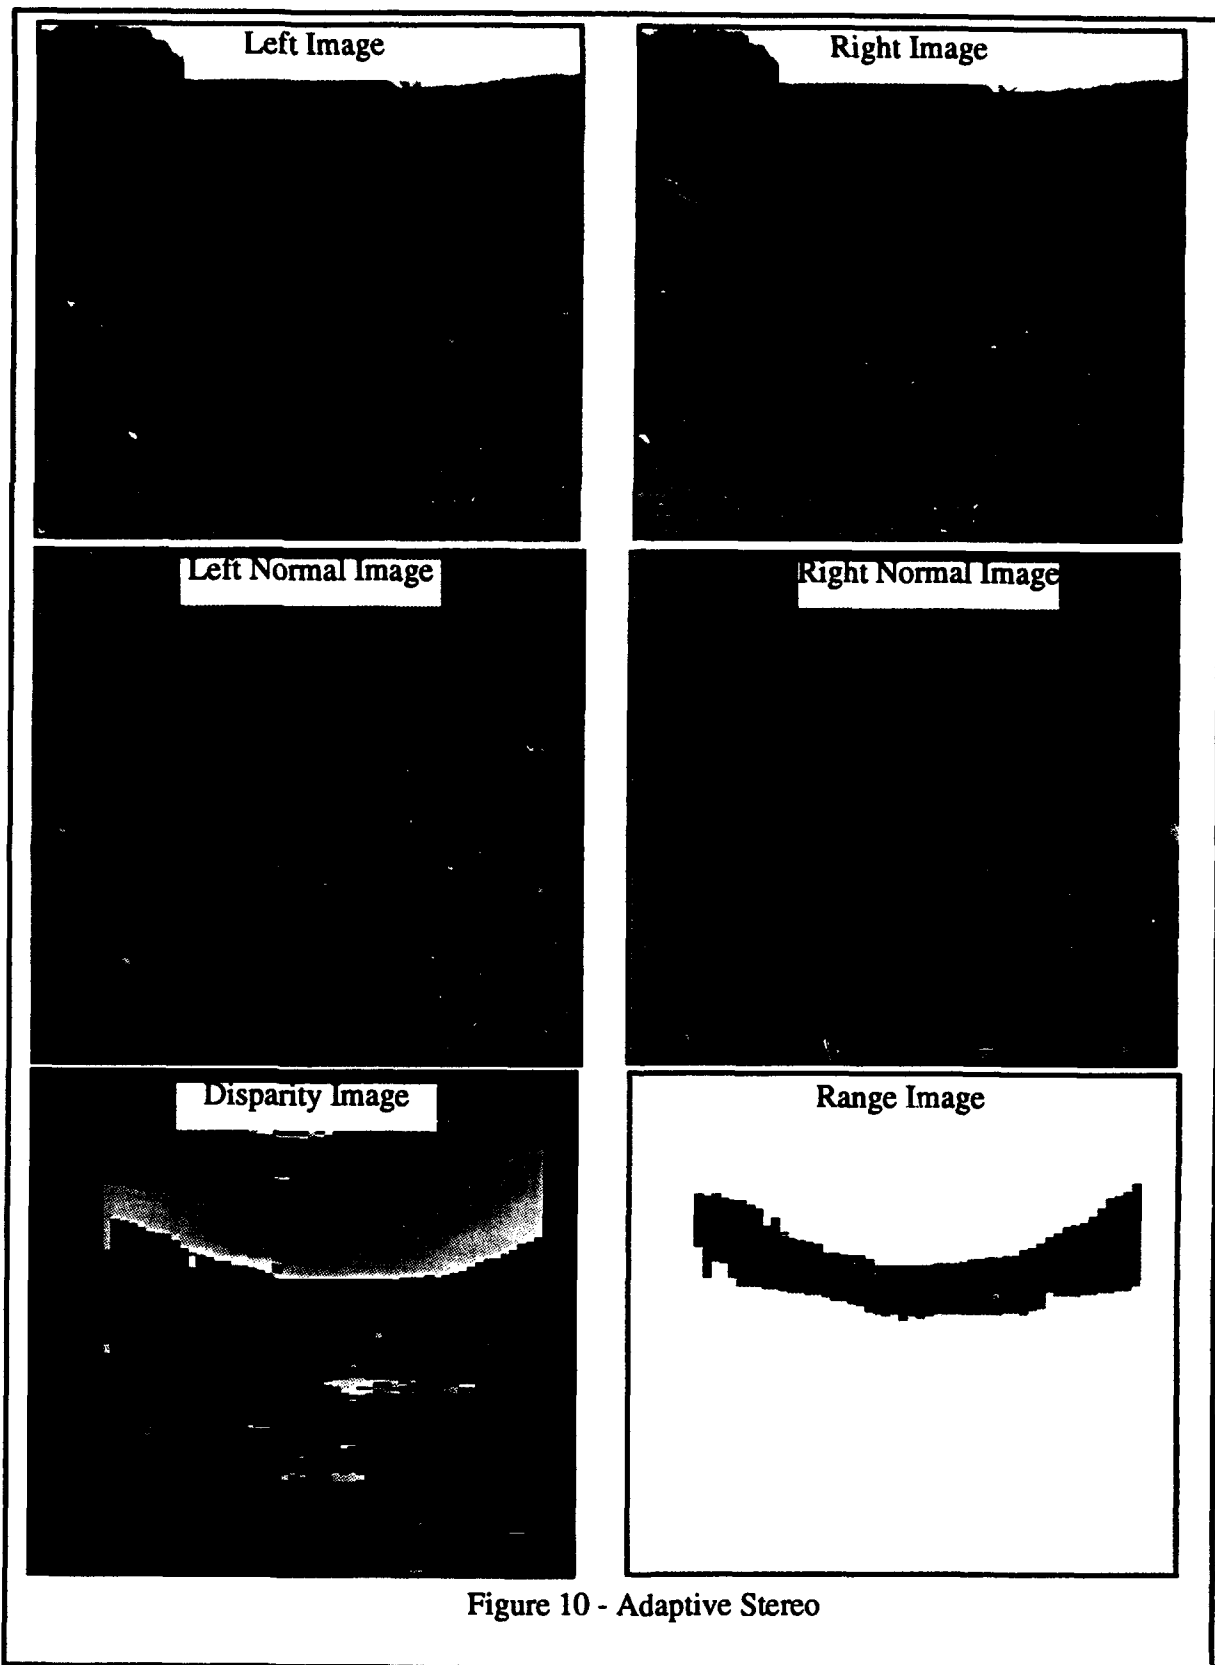 Left Image
Right Image
Left Normal Image
Right Normal Image
Disparity Image
Range Image
Figure 10 - Adaptive Stereo